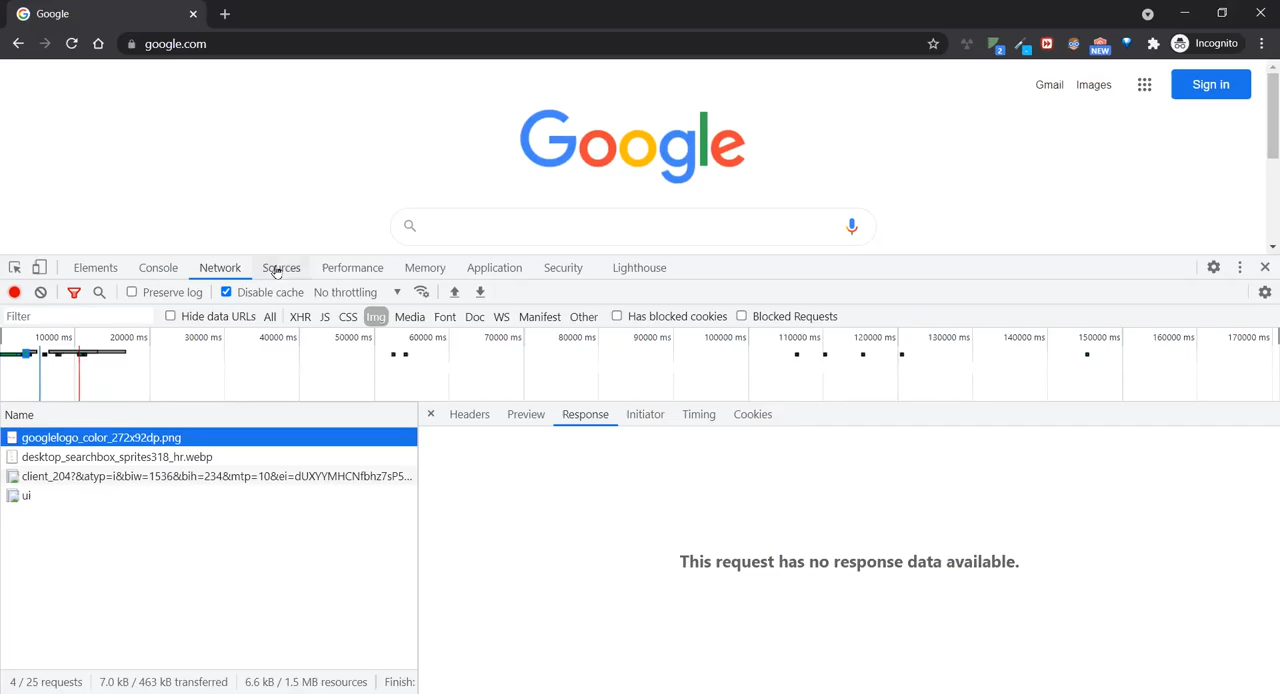 Google
google.com
2
NEW
Incognito
Gmail Images Sign in
Google
Elements Console Network Sources Performance Memory Application Security Lighthouse
Preserve log Disable cache No throttling
Filter Hide data URLs All XHR JS CSS Img Media Font Doc WS Manifest Other Has blocked cookies Blocked Requests
10000 ms 20000 ms 30000 ms 40000 ms 50000 ms 60000 ms 70000 ms 80000 ms 90000 ms 100000 ms 110000 ms 120000 ms 130000 ms 140000 ms 150000 ms 160000 ms 170000 ms
Name Headers Preview Response Initiator Timing Cookies
googlelogo_color_272x92dp.png
desktop_searchbox_sprites318_hr.webp
client_204?&atyp=i&biw=1536&bih=234&mtp=10&ei=dUXYYMHCNfbhz7sP5...
ui
This request has no response data available.
4 / 25 requests 7.0 kB / 463 kB transferred 6.6 kB / 1.5 MB resources Finish: